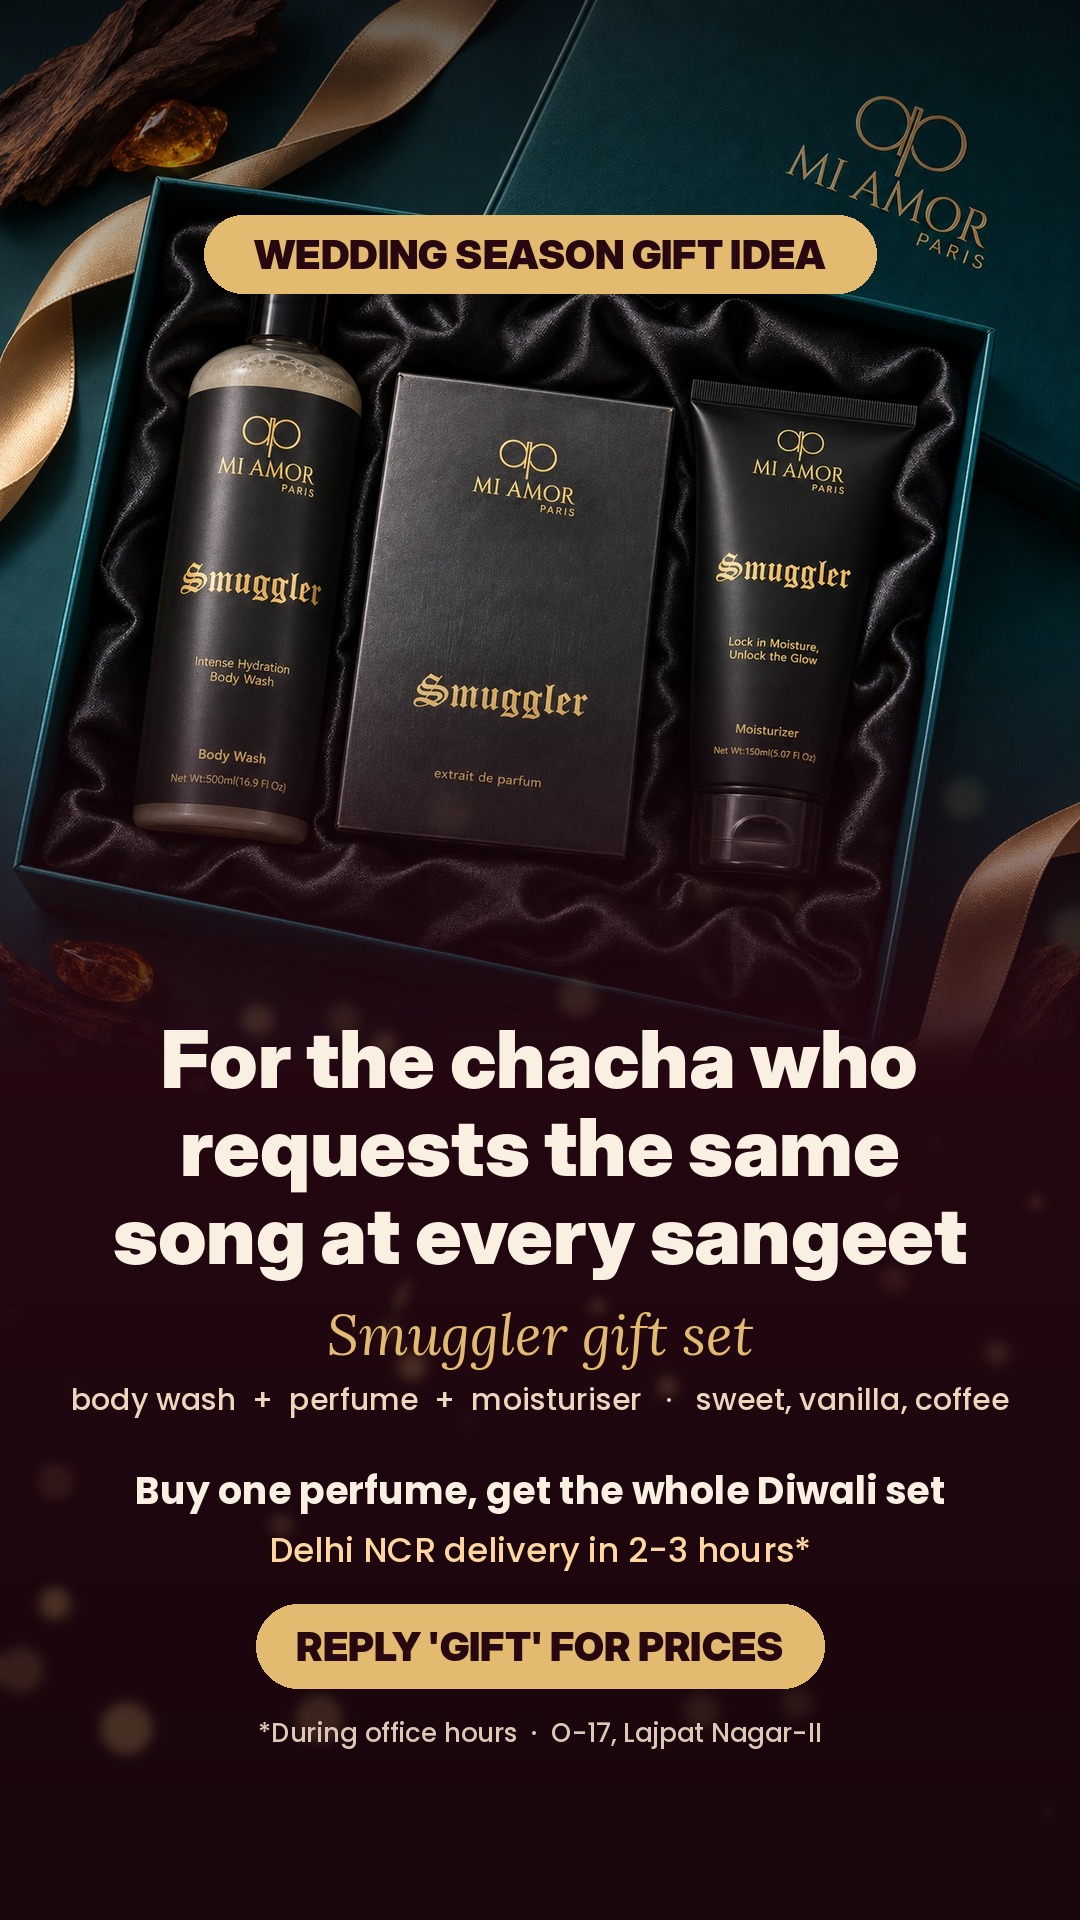 MI AMOR
PARIS
WEDDING SEASON GIFT IDEA
MI AMOR
PARIS
Smuggler
Intense Hydration
Body Wash
Body Wash
Net Wt:500ml(16.9 Fl Oz)
MI AMOR
PARIS
Smuggler
extrait de parfum
MI AMOR
PARIS
Smuggler
Lock in Moisture,
Unlock the Glow
Moisturizer
Net Wt:150ml(5.07 Fl Oz)
For the chacha who
requests the same
song at every sangeet
Smuggler gift set
body wash + perfume + moisturiser · sweet, vanilla, coffee
Buy one perfume, get the whole Diwali set
Delhi NCR delivery in 2-3 hours*
REPLY 'GIFT' FOR PRICES
*During office hours · O-17, Lajpat Nagar-II